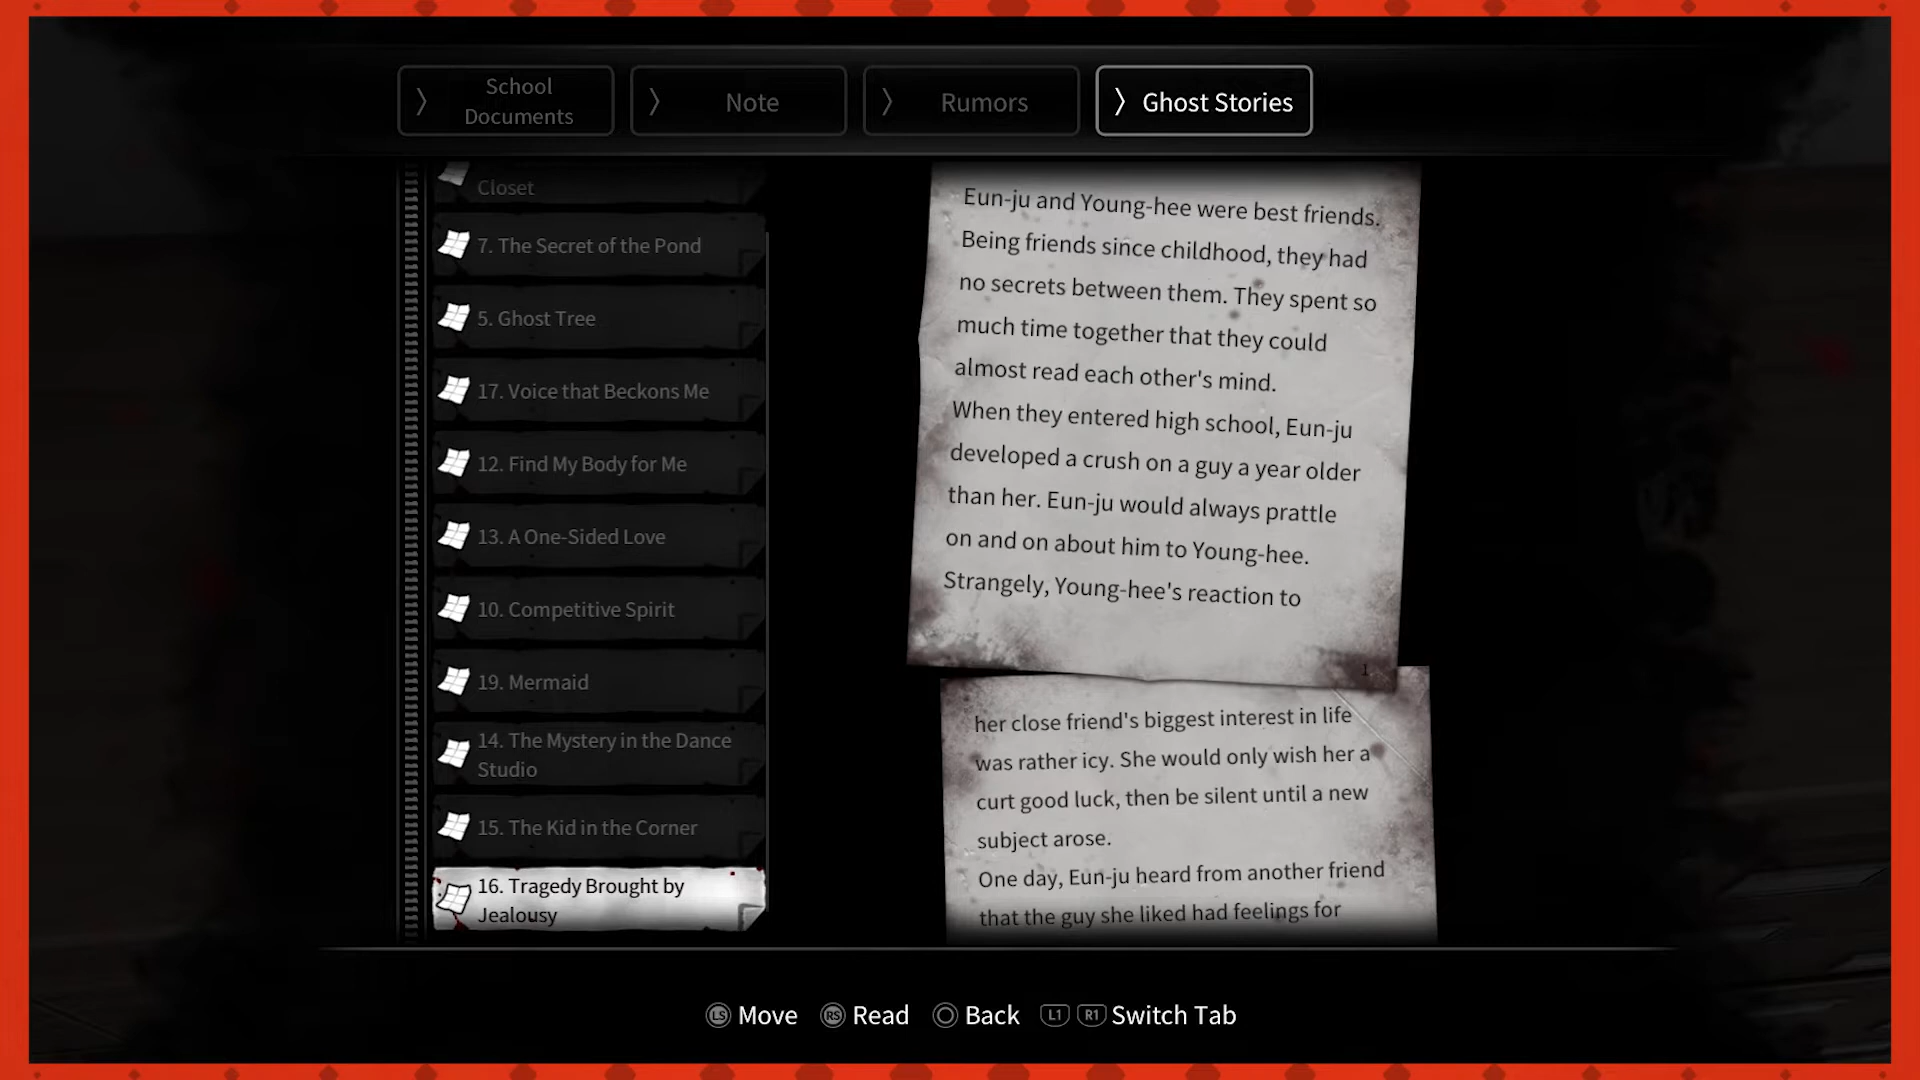 School
Documents
Note
Rumors
Ghost Stories
Closet
7. The Secret of the Pond
5. Ghost Tree
17. Voice that Beckons Me
12. Find My Body for Me
13. A One-Sided Love
10. Competitive Spirit
19. Mermaid
14. The Mystery in the Dance
Studio
15. The Kid in the Corner
16. Tragedy Brought by
Jealousy
Eun-ju and Young-hee were best friends.
Being friends since childhood, they had
no secrets between them. They spent so
much time together that they could
almost read each other's mind.
When they entered high school, Eun-ju
developed a crush on a guy a year older
than her. Eun-ju would always prattle
on and on about him to Young-hee.
Strangely, Young-hee's reaction to
1
her close friend's biggest interest in life
was rather icy. She would only wish her a
curt good luck, then be silent until a new
subject arose.
One day, Eun-ju heard from another friend
that the guy she liked had feelings for
LS Move RS Read Back L1 R1 Switch Tab